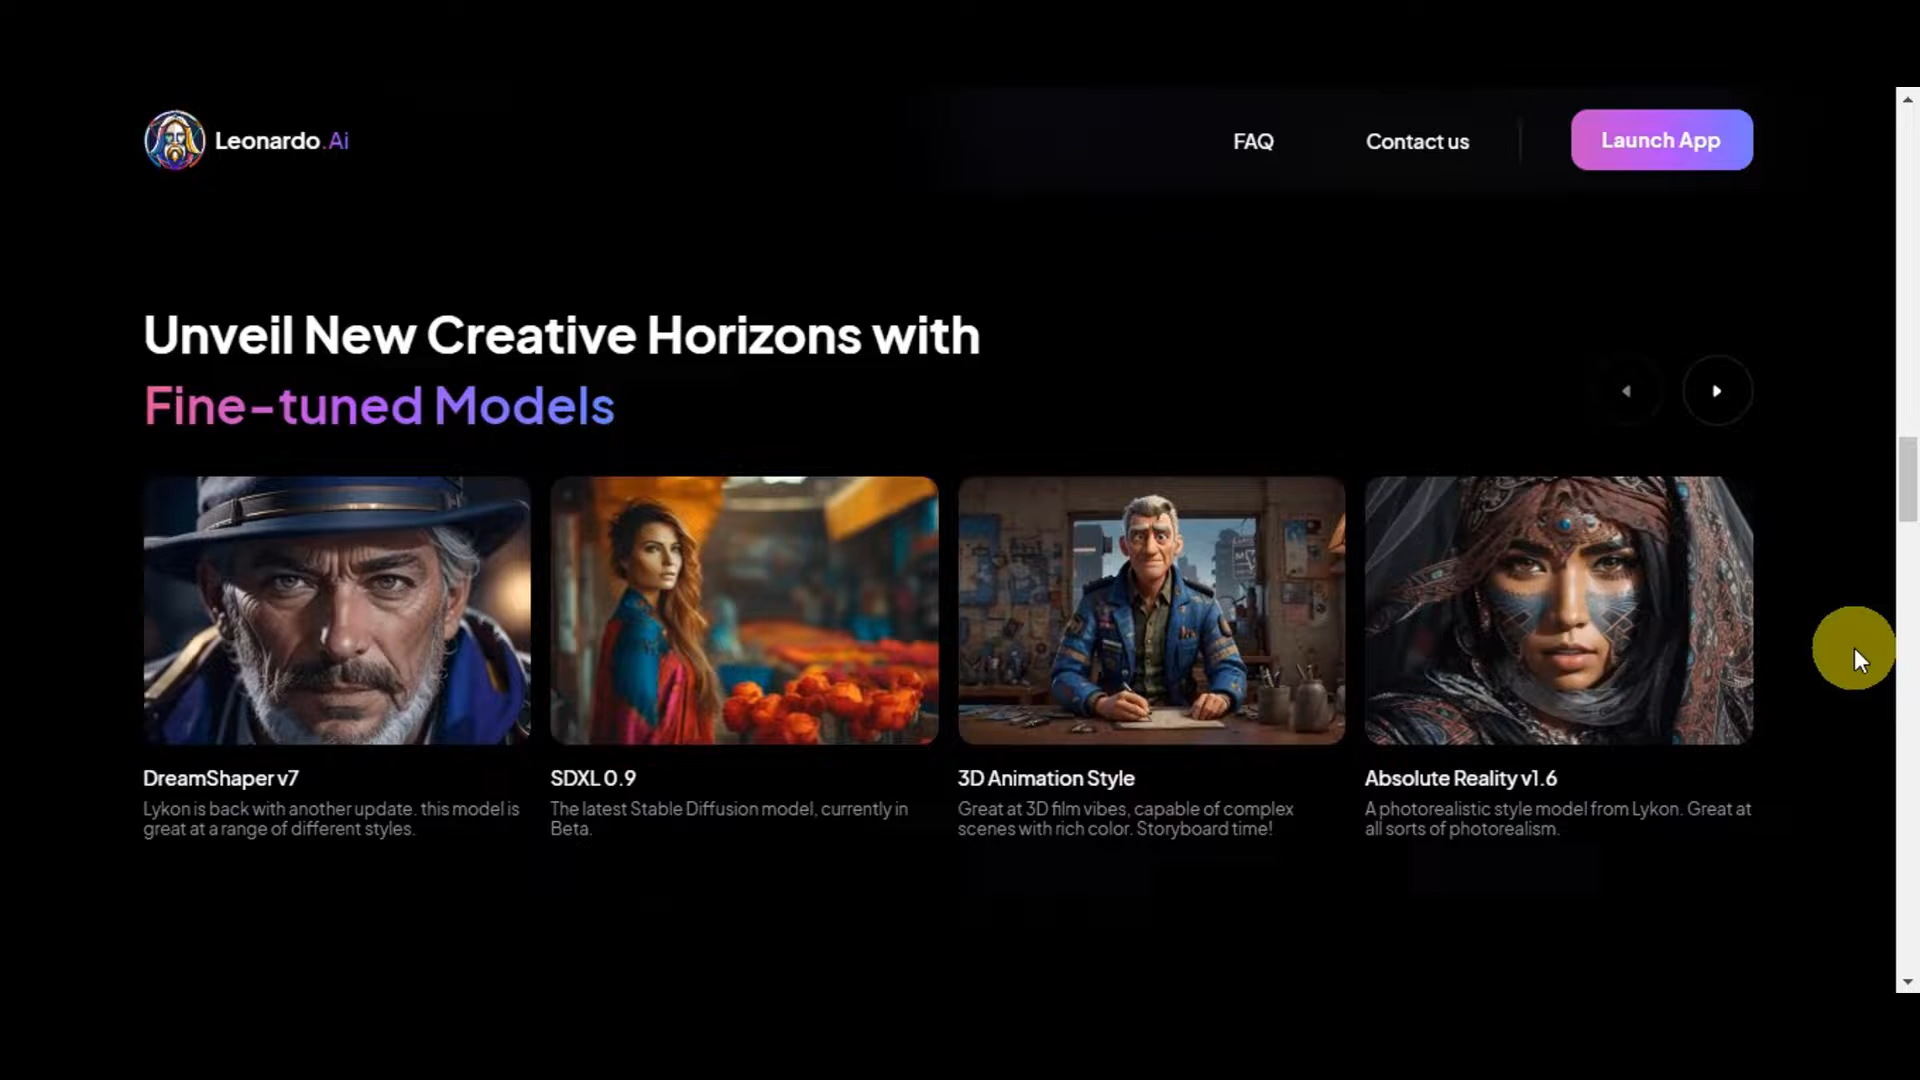 Leonardo.Ai
FAQ
Contact us
Launch App
Unveil New Creative Horizons with
Fine-tuned Models
DreamShaper v7
Lykon is back with another update. this model is
great at a range of different styles.
SDXL 0.9
The latest Stable Diffusion model, currently in
Beta.
3D Animation Style
Great at 3D film vibes, capable of complex
scenes with rich color. Storyboard time!
Absolute Reality v1.6
A photorealistic style model from Lykon. Great at
all sorts of photorealism.